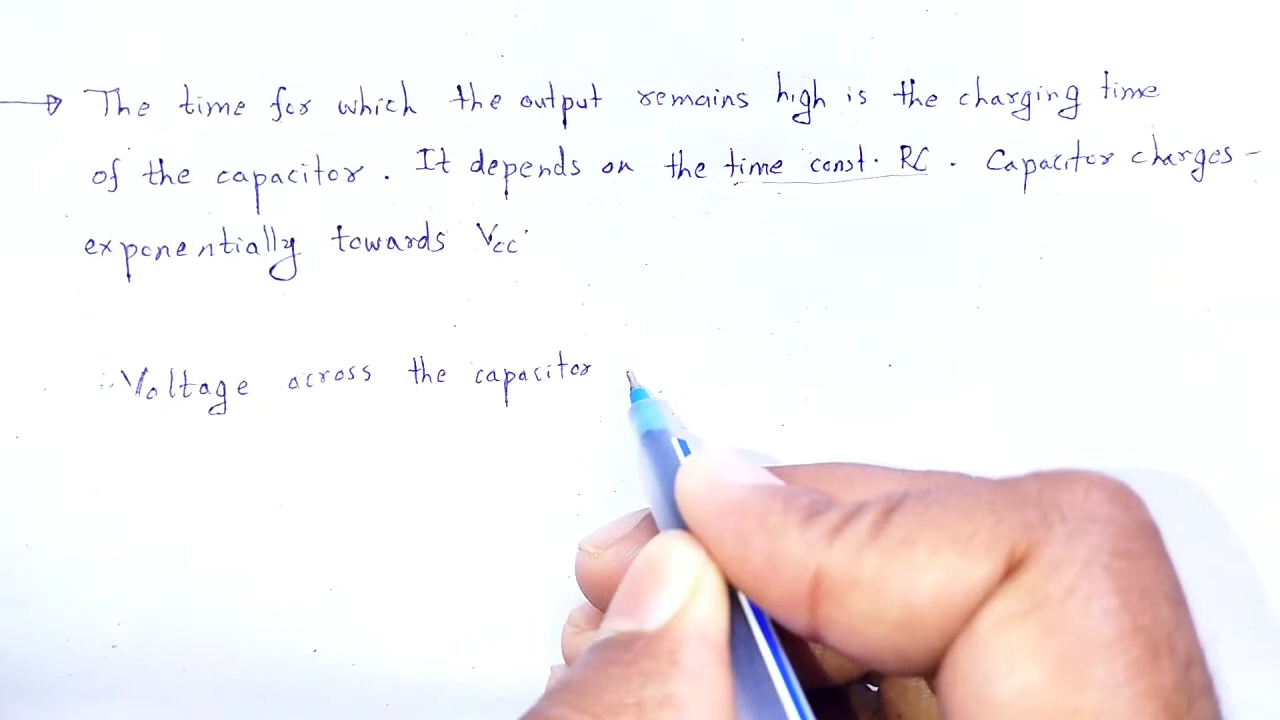 → The time for which the output remains high is the charging time
of the capacitor. It depends on the time const. RC. Capacitor charges -
exponentially towards Vcc.
∴ Voltage across the capacitor